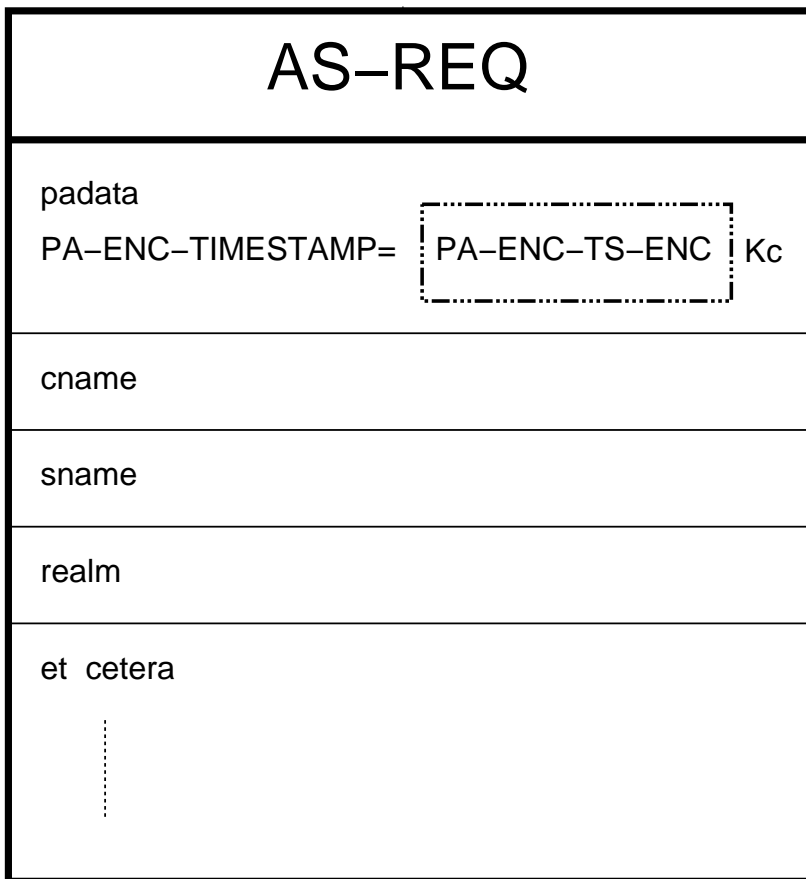 AS–REQ
padata
PA–ENC–TIMESTAMP= PA–ENC–TS–ENC Kc
cname
sname
realm
et cetera